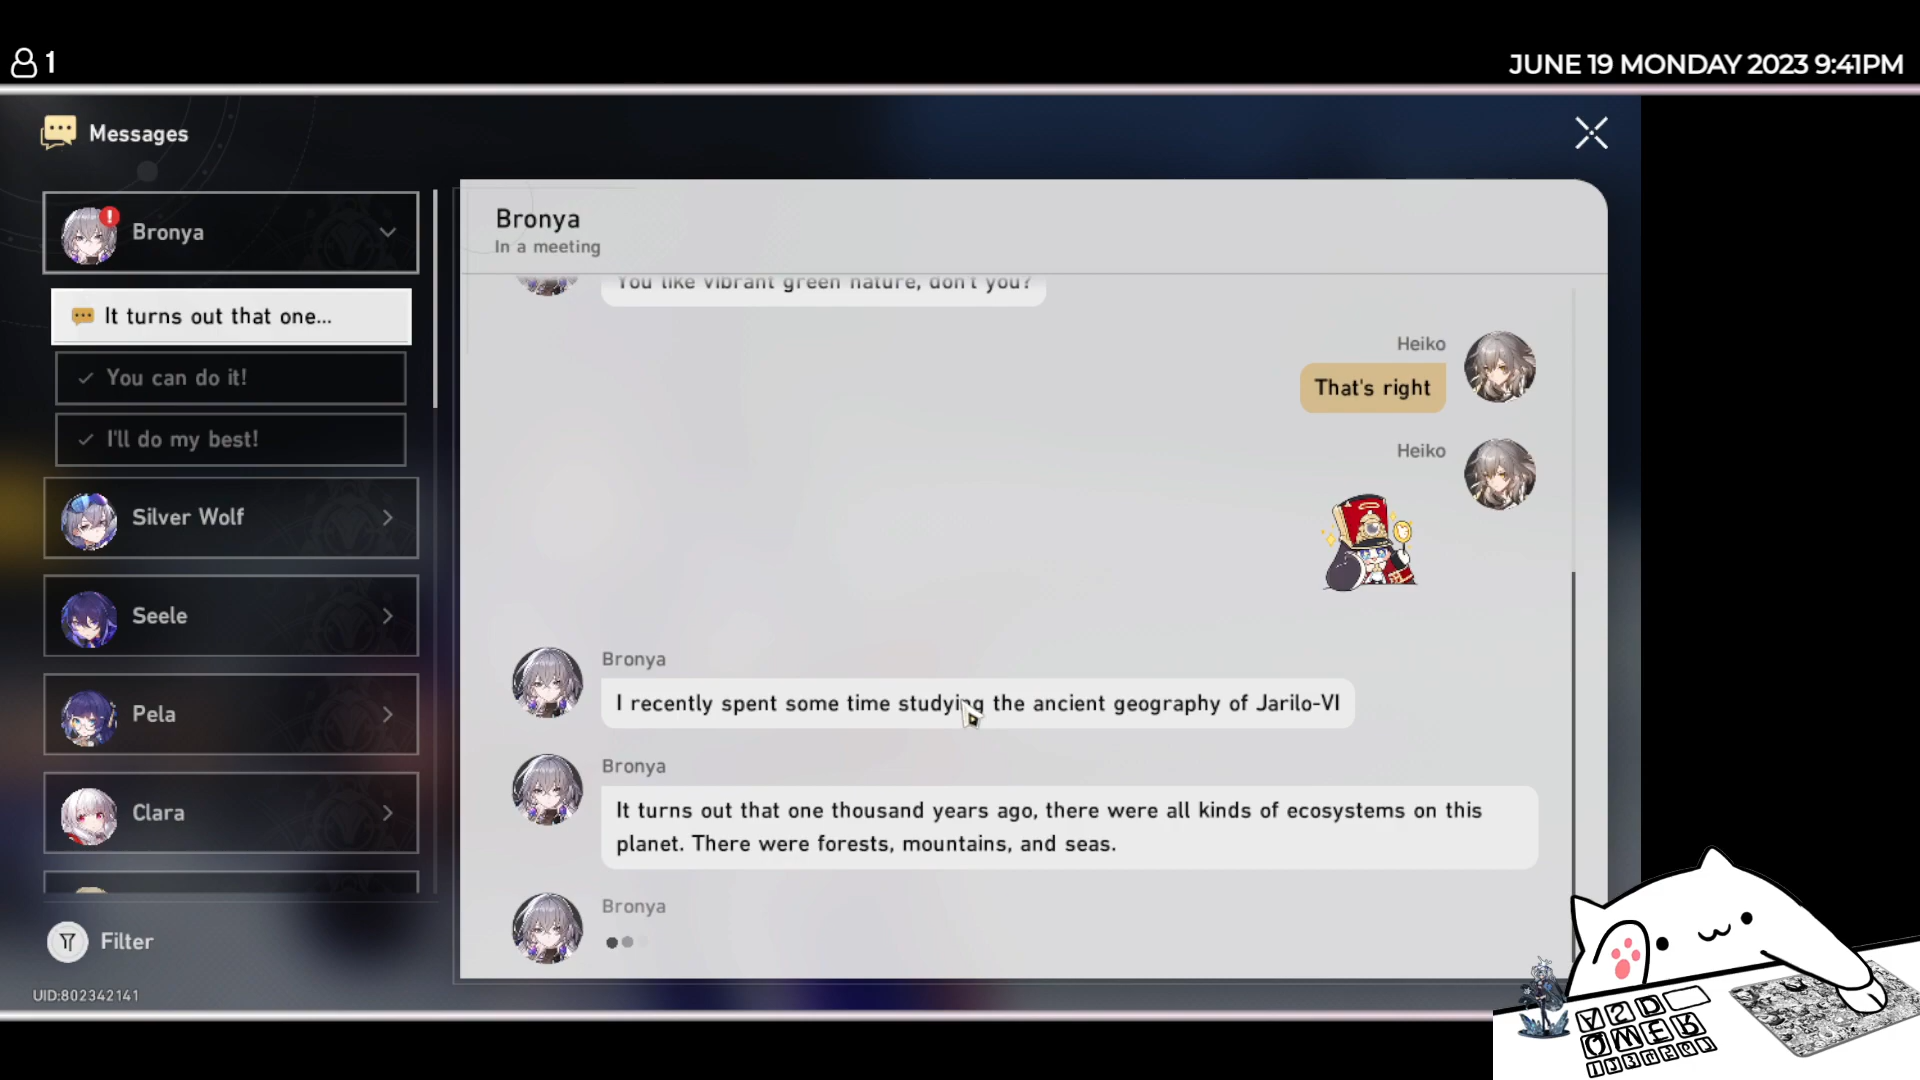 1
JUNE 19 MONDAY 2023 9:41PM
Messages
Bronya
It turns out that one...
You can do it!
I'll do my best!
Silver Wolf
Seele
Pela
Clara
Filter
UID:802342141
Bronya
In a meeting
You like vibrant green nature, don't you?
Heiko
That's right
Heiko
Bronya
I recently spent some time studying the ancient geography of Jarilo-VI
Bronya
It turns out that one thousand years ago, there were all kinds of ecosystems on this
planet. There were forests, mountains, and seas.
Bronya